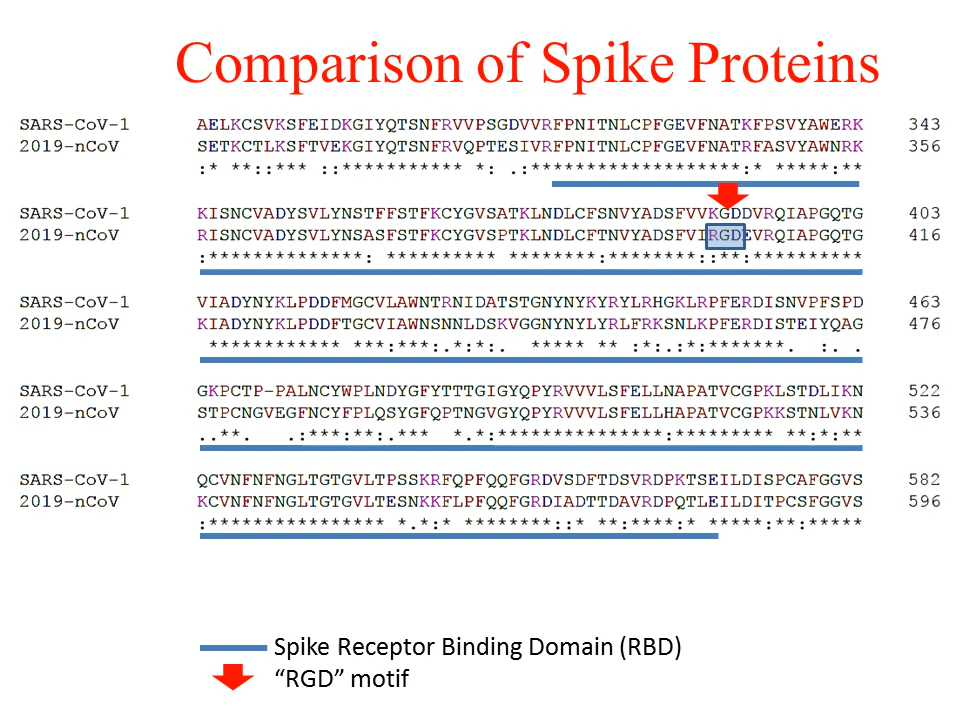 Comparison of Spike Proteins
SARS-CoV-1 AELKCSVKSFEIDKGIYQTSNFRVVPSGDVVRFPNITNLCPFGEVFNATKFPSVYAWERK 343
2019-nCoV SETKCTLKSFTVEKGIYQTSNFRVQPTESIVRFPNITNLCPFGEVFNATRFASVYAWNRK 356
:* **::*** ::*********** *: .:************************:* ****:**
SARS-CoV-1 KISNCVADYSVLYNSTFFSTFKCYGVSATKLNDLCFSNVYADSFVVKGDDVRQIAPGQTG 403
2019-nCoV RISNCVADYSVLYNSASFSTFKCYGVSPTKLNDLCFTNVYADSFVIRGDEVRQIAPGQTG 416
:**************: ********** ********:********::**:**********
SARS-CoV-1 VIADYNYKLPDDFMGCVLAWNTRNIDATSTGNYNYKYRYLRHGKLRPFERDISNVPFSPD 463
2019-nCoV KIADYNYKLPDDFTGCVIAWNSNNLDSKVGGNYNYLYRLFRKSNLKPFERDISTEIYQAG 476
************ ***:***:.*:*:. ***** ** :*:.:*:*******. :. .
SARS-CoV-1 GKPCTP-PALNCYWPLNDYGFYTTTGIGYQPYRVVVLSFELLNAPATVCGPKLSTDLIKN 522
2019-nCoV STPCNGVEGFNCYFPLQSYGFQPTNGVGYQPYRVVVLSFELLHAPATVCGPKKSTNLVKN 536
..**. .:***:**:.*** *.*:***************:********* **:*:**
SARS-CoV-1 QCVNFNFNGLTGTGVLTPSSKRFQPFQQFGRDVSDFTDSVRDPKTSEILDISPCAFGGVS 582
2019-nCoV KCVNFNFNGLTGTGVLTESNKKFLPFQQFGRDIADTTDAVRDPQTLEILDITPCSFGGVS 596
:**************** *.*:* ********::* **:****:* *****:**:*****
Spike Receptor Binding Domain (RBD)
“RGD” motif